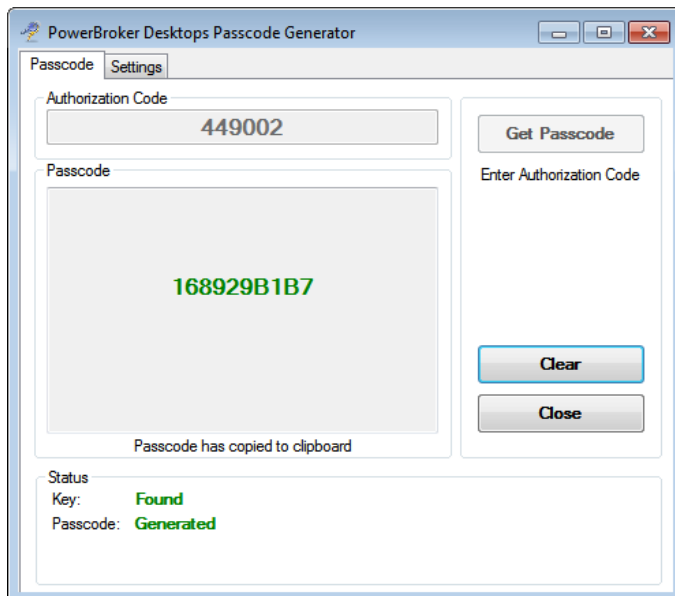 PowerBroker Desktops Passcode Generator
Passcode
Settings
Authorization Code
449002
Get Passcode
Enter Authorization Code
Passcode
168929B1B7
Clear
Close
Passcode has copied to clipboard
Status
Key: Found
Passcode: Generated